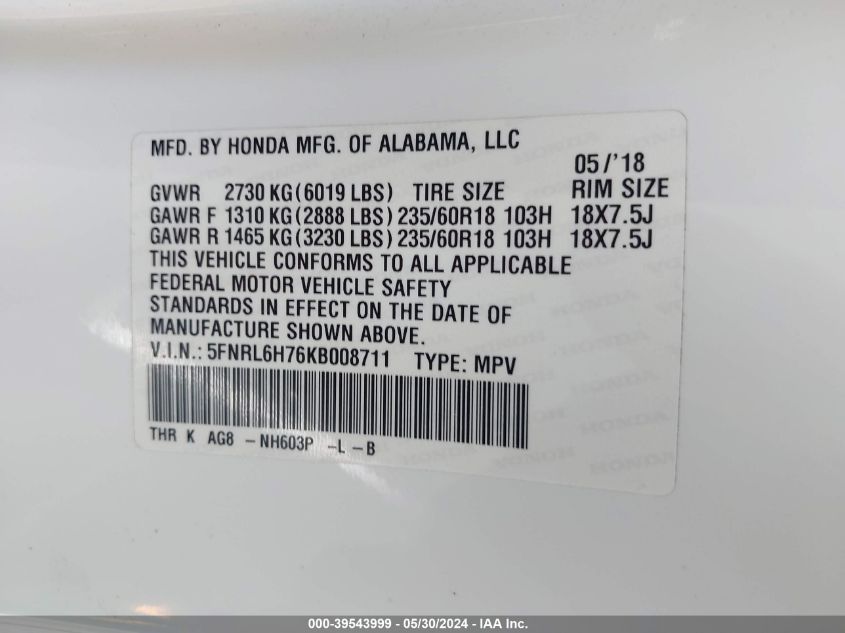 MFD. BY HONDA MFG. OF ALABAMA, LLC
05/'18
GVWR 2730 KG(6019 LBS) TIRE SIZE RIM SIZE
GAWR F 1310 KG(2888 LBS) 235/60R18 103H 18X7.5J
GAWR R 1465 KG(3230 LBS) 235/60R18 103H 18X7.5J
THIS VEHICLE CONFORMS TO ALL APPLICABLE
FEDERAL MOTOR VEHICLE SAFETY
STANDARDS IN EFFECT ON THE DATE OF
MANUFACTURE SHOWN ABOVE.
V.I.N.: 5FNRL6H76KB008711 TYPE: MPV
THR K AG8 -NH603P -L -B
000-39543999 — 05/30/2024 — IAA Inc.